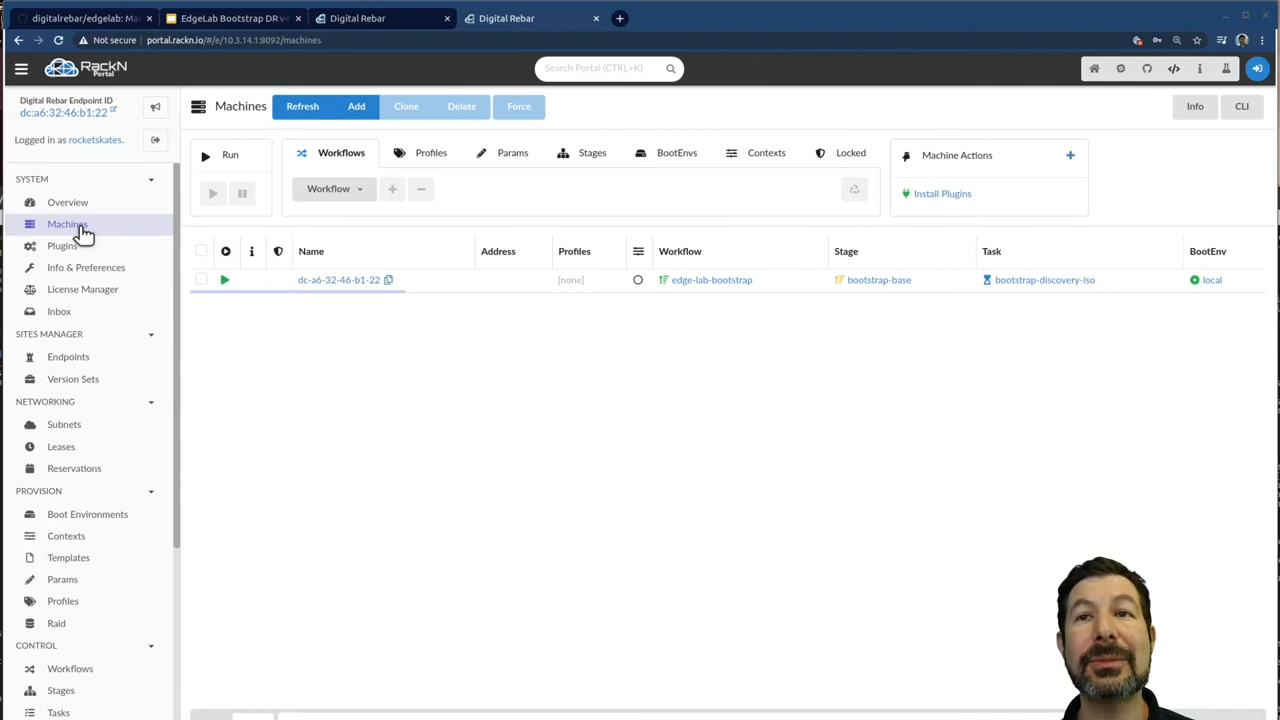 digitalrebar/edgelab: Ma
EdgeLab Bootstrap DR v4
Digital Rebar
Digital Rebar
Not secure
portal.rackn.io/#/e/10.3.14.1:8092/machines
RackN
Portal
Search Portal (CTRL+K)
Digital Rebar Endpoint ID
dc:a6:32:46:b1:22
Logged in as rocketskates.
Machines
Refresh
Add
Clone
Delete
Force
Info
CLI
Run
Workflows
Profiles
Params
Stages
BootEnvs
Contexts
Locked
Workflow
Machine Actions
Install Plugins
SYSTEM
Overview
Machines
Plugins
Info & Preferences
License Manager
Inbox
SITES MANAGER
Endpoints
Version Sets
NETWORKING
Subnets
Leases
Reservations
PROVISION
Boot Environments
Contexts
Templates
Params
Profiles
Raid
CONTROL
Workflows
Stages
Tasks
Name Address Profiles Workflow Stage Task BootEnv
dc-a6-32-46-b1-22 [none] edge-lab-bootstrap bootstrap-base bootstrap-discovery-iso local